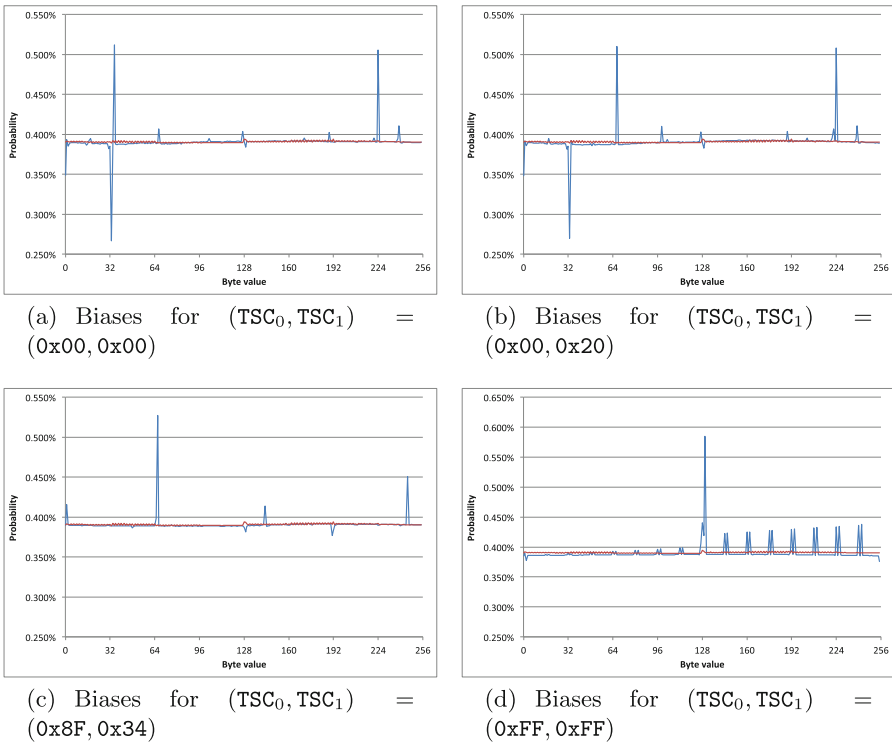 0.550%
0.500%
0.450%
0.400%
0.350%
0.300%
0.250%
Probability
0 32 64 96 128 160 192 224 256
Byte value
(a) Biases for (TSC₀, TSC₁) =
(0x00, 0x00)
0.550%
0.500%
0.450%
0.400%
0.350%
0.300%
0.250%
Probability
0 32 64 96 128 160 192 224 256
Byte value
(b) Biases for (TSC₀, TSC₁) =
(0x00, 0x20)
0.550%
0.500%
0.450%
0.400%
0.350%
0.300%
0.250%
Probability
0 32 64 96 128 160 192 224 256
Byte value
(c) Biases for (TSC₀, TSC₁) =
(0x8F, 0x34)
0.650%
0.600%
0.550%
0.500%
0.450%
0.400%
0.350%
0.300%
0.250%
Probability
0 32 64 96 128 160 192 224 256
Byte value
(d) Biases for (TSC₀, TSC₁) =
(0xFF, 0xFF)